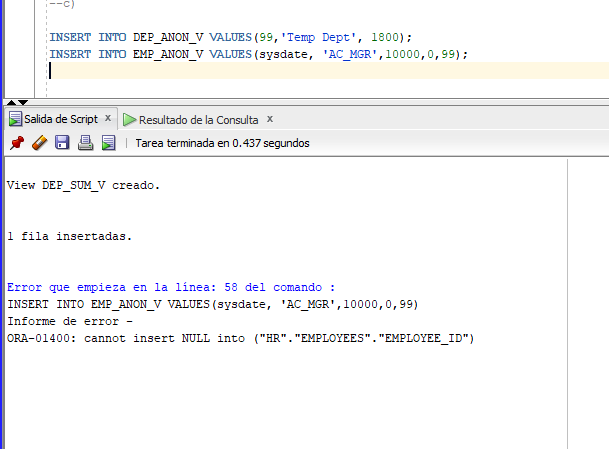 --c)
INSERT INTO DEP_ANON_V VALUES(99,'Temp Dept', 1800);
INSERT INTO EMP_ANON_V VALUES(sysdate, 'AC_MGR',10000,0,99);
Salida de Script x Resultado de la Consulta x
Tarea terminada en 0.437 segundos
View DEP_SUM_V creado.
1 fila insertadas.
Error que empieza en la línea: 58 del comando :
INSERT INTO EMP_ANON_V VALUES(sysdate, 'AC_MGR',10000,0,99)
Informe de error -
ORA-01400: cannot insert NULL into ("HR"."EMPLOYEES"."EMPLOYEE_ID")